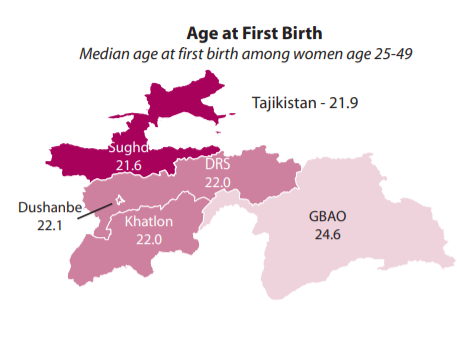 Age at First Birth
Median age at first birth among women age 25-49
Tajikistan - 21.9
Sughd
21.6
DRS
22.0
Dushanbe
22.1
Khatlon
22.0
GBAO
24.6